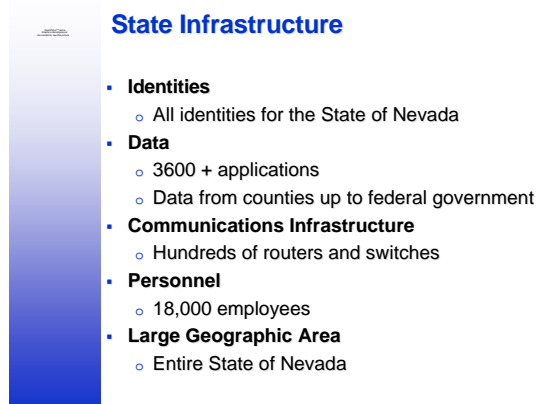 State Infrastructure
▪ Identities
o All identities for the State of Nevada
▪ Data
o 3600 + applications
o Data from counties up to federal government
▪ Communications Infrastructure
o Hundreds of routers and switches
▪ Personnel
o 18,000 employees
▪ Large Geographic Area
o Entire State of Nevada